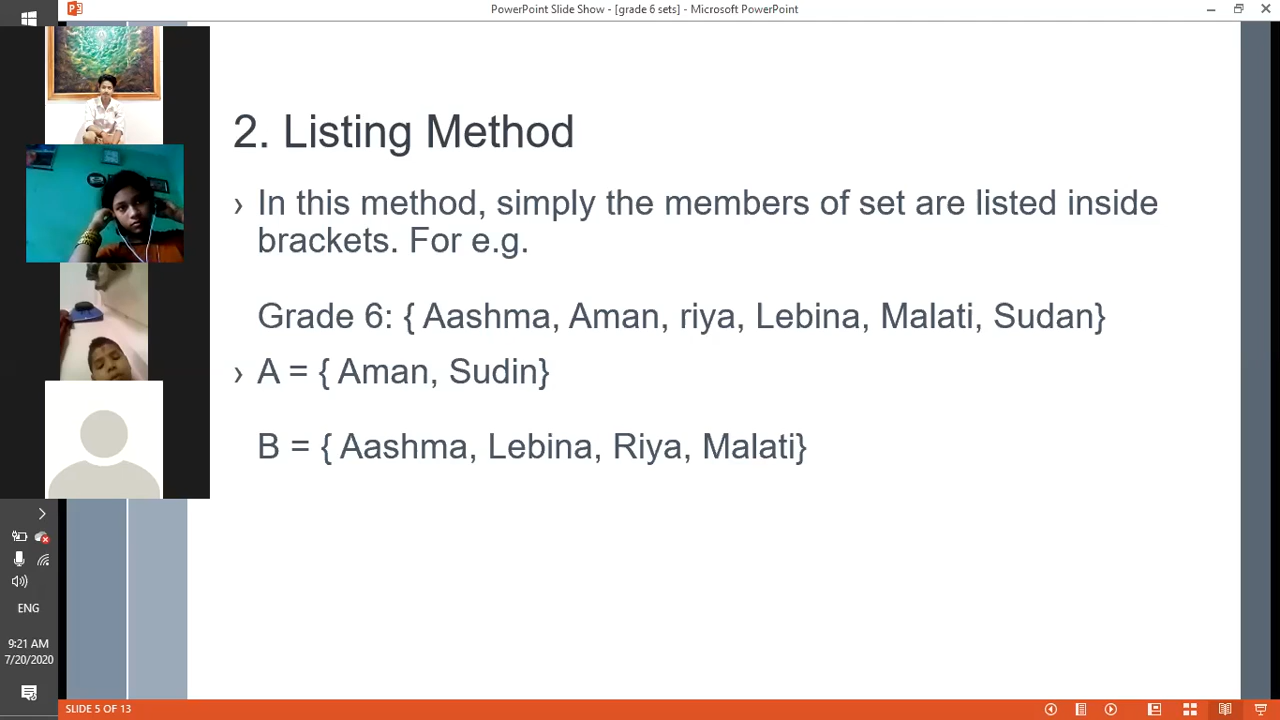 PowerPoint Slide Show - [grade 6 sets] - Microsoft PowerPoint
2. Listing Method
› In this method, simply the members of set are listed inside
brackets. For e.g.
Grade 6: { Aashma, Aman, riya, Lebina, Malati, Sudan}
› A = { Aman, Sudin}
B = { Aashma, Lebina, Riya, Malati}
ENG
9:21 AM
7/20/2020
SLIDE 5 OF 13